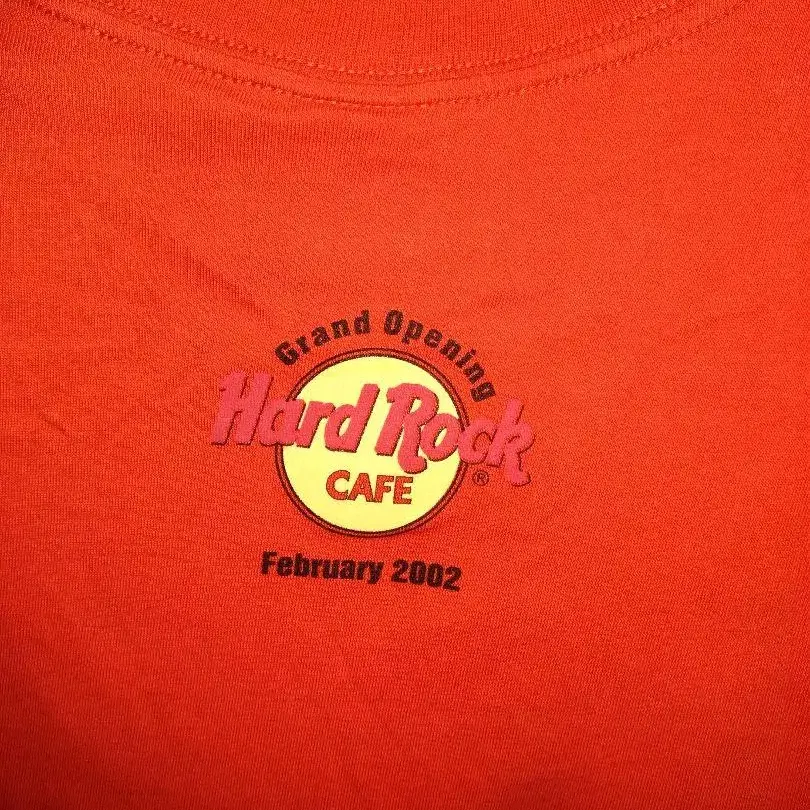 Grand Opening
Hard Rock
CAFE
®
February 2002